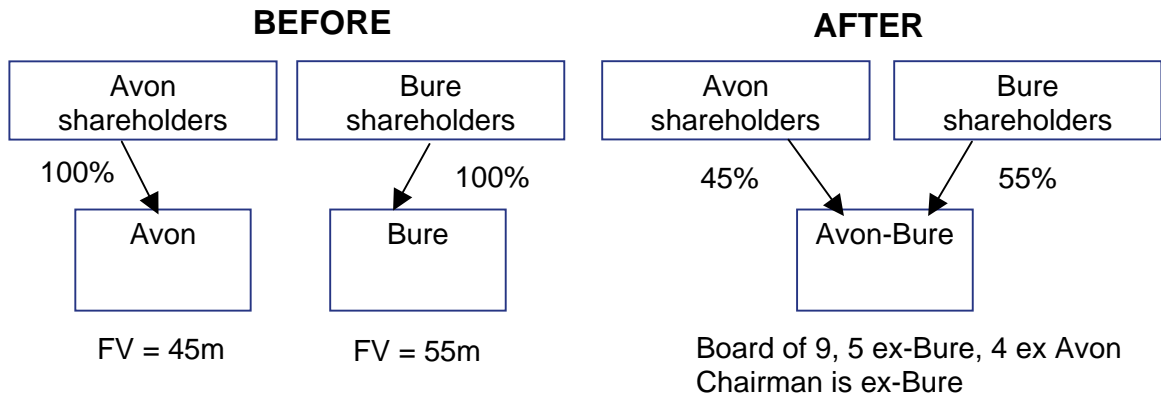 BEFORE
Avon
shareholders
Bure
shareholders
100%
100%
Avon
Bure
FV = 45m
FV = 55m
AFTER
Avon
shareholders
Bure
shareholders
45%
55%
Avon-Bure
Board of 9, 5 ex-Bure, 4 ex Avon
Chairman is ex-Bure